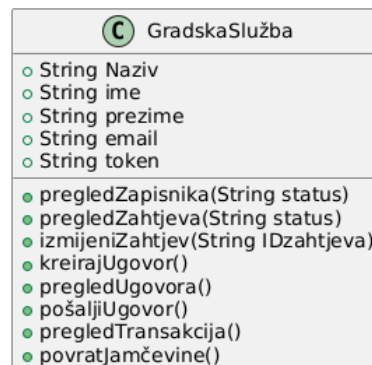 C GradskaSlužba
String Naziv
String ime
String prezime
String email
String token
pregledZapisnika(String status)
pregledZahtjeva(String status)
izmijeniZahtjev(String IDzahtjeva)
kreirajUgovor()
pregledUgovora()
pošaljiUgovor()
pregledTransakcija()
povratJamčevine()